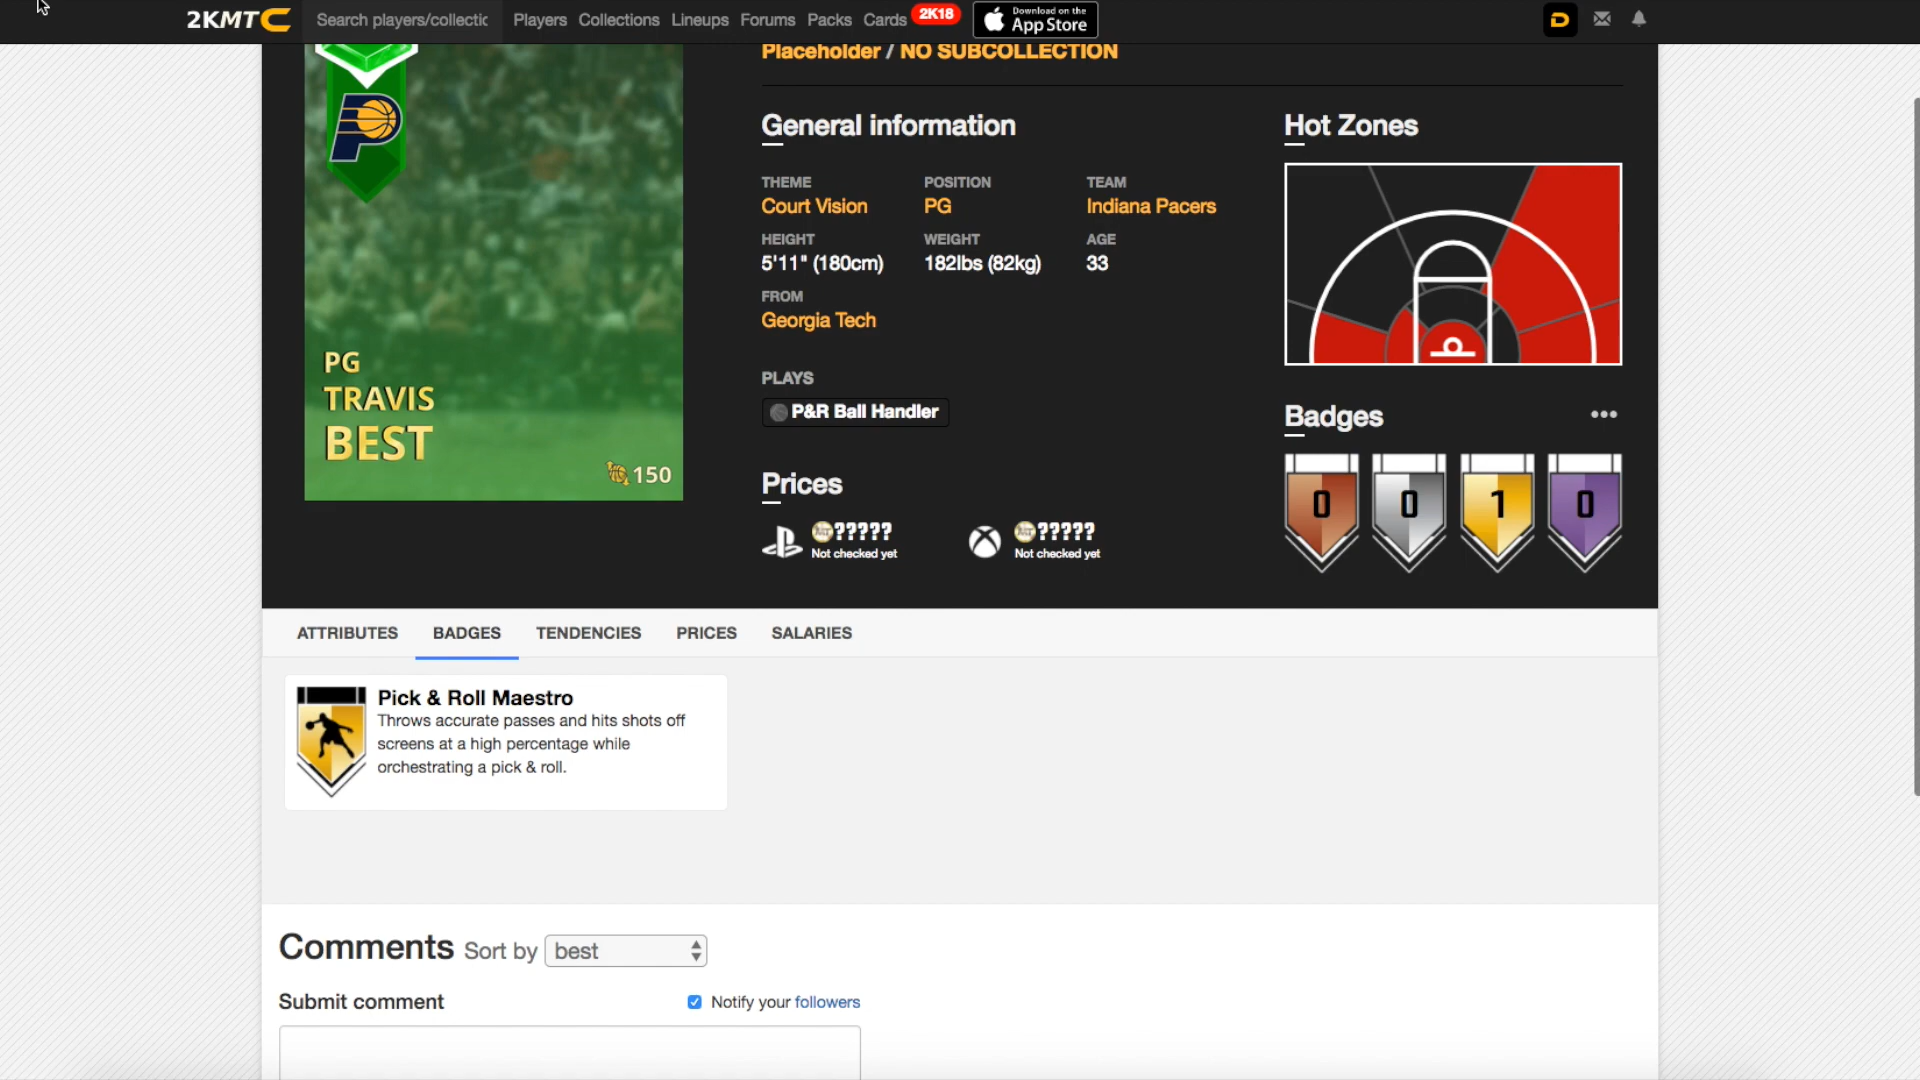 2KMTC Search players/collectic Players Collections Lineups Forums Packs Cards 2K18 Download on the App Store
Placeholder / NO SUBCOLLECTION
General information
THEME POSITION TEAM
Court Vision PG Indiana Pacers
HEIGHT WEIGHT AGE
5'11" (180cm) 182lbs (82kg) 33
FROM
Georgia Tech
PLAYS
P&R Ball Handler
Prices
????? ?????
Not checked yet Not checked yet
Hot Zones
Badges
0 0 1 0
PG
TRAVIS
BEST
150
ATTRIBUTES BADGES TENDENCIES PRICES SALARIES
Pick & Roll Maestro
Throws accurate passes and hits shots off
screens at a high percentage while
orchestrating a pick & roll.
Comments Sort by best
Submit comment Notify your followers